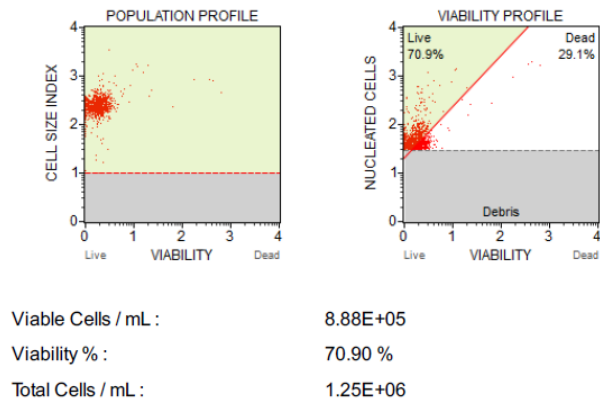 POPULATION PROFILE
4
3
2
1
0
CELL SIZE INDEX
0 1 2 3 4
Live VIABILITY Dead
VIABILITY PROFILE
4
3
2
1
0
NUCLEATED CELLS
Live
70.9%
Dead
29.1%
Debris
0 1 2 3 4
Live VIABILITY Dead
Viable Cells / mL : 8.88E+05
Viability % : 70.90 %
Total Cells / mL : 1.25E+06